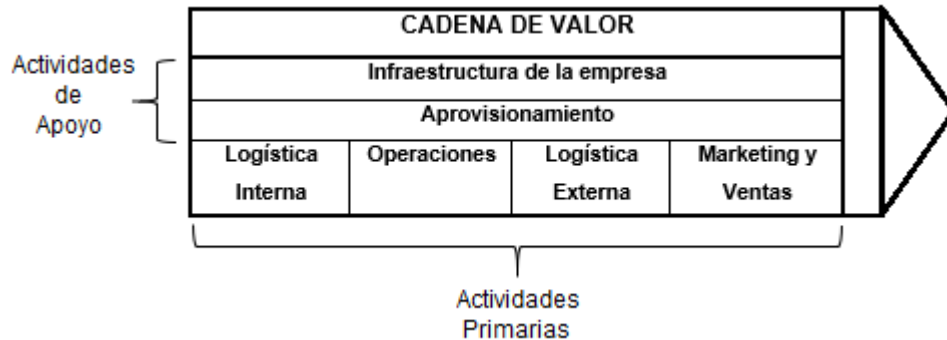 CADENA DE VALOR
Actividades
de
Apoyo
Infraestructura de la empresa
Aprovisionamiento
Logística
Interna
Operaciones
Logística
Externa
Marketing y
Ventas
Actividades
Primarias